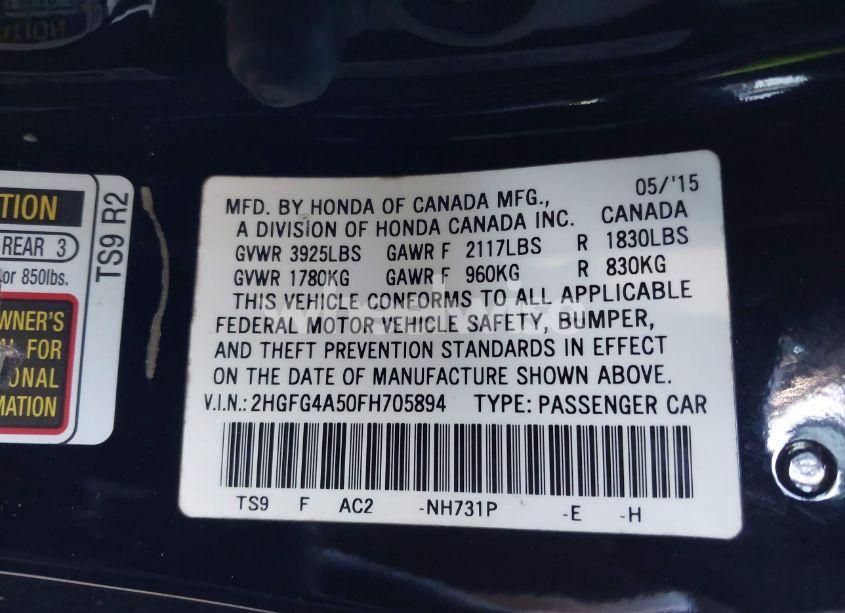 TION
REAR 3
or 850lbs.
WNER'S
AL FOR
IONAL
MATION
TS9 R2
MFD. BY HONDA OF CANADA MFG., 05/'15
A DIVISION OF HONDA CANADA INC. CANADA
GVWR 3925LBS GAWR F 2117LBS R 1830LBS
GVWR 1780KG GAWR F 960KG R 830KG
THIS VEHICLE CONFORMS TO ALL APPLICABLE
FEDERAL MOTOR VEHICLE SAFETY, BUMPER,
AND THEFT PREVENTION STANDARDS IN EFFECT
ON THE DATE OF MANUFACTURE SHOWN ABOVE.
V.I.N.: 2HGFG4A50FH705894 TYPE: PASSENGER CAR
TS9 F AC2 -NH731P -E -H